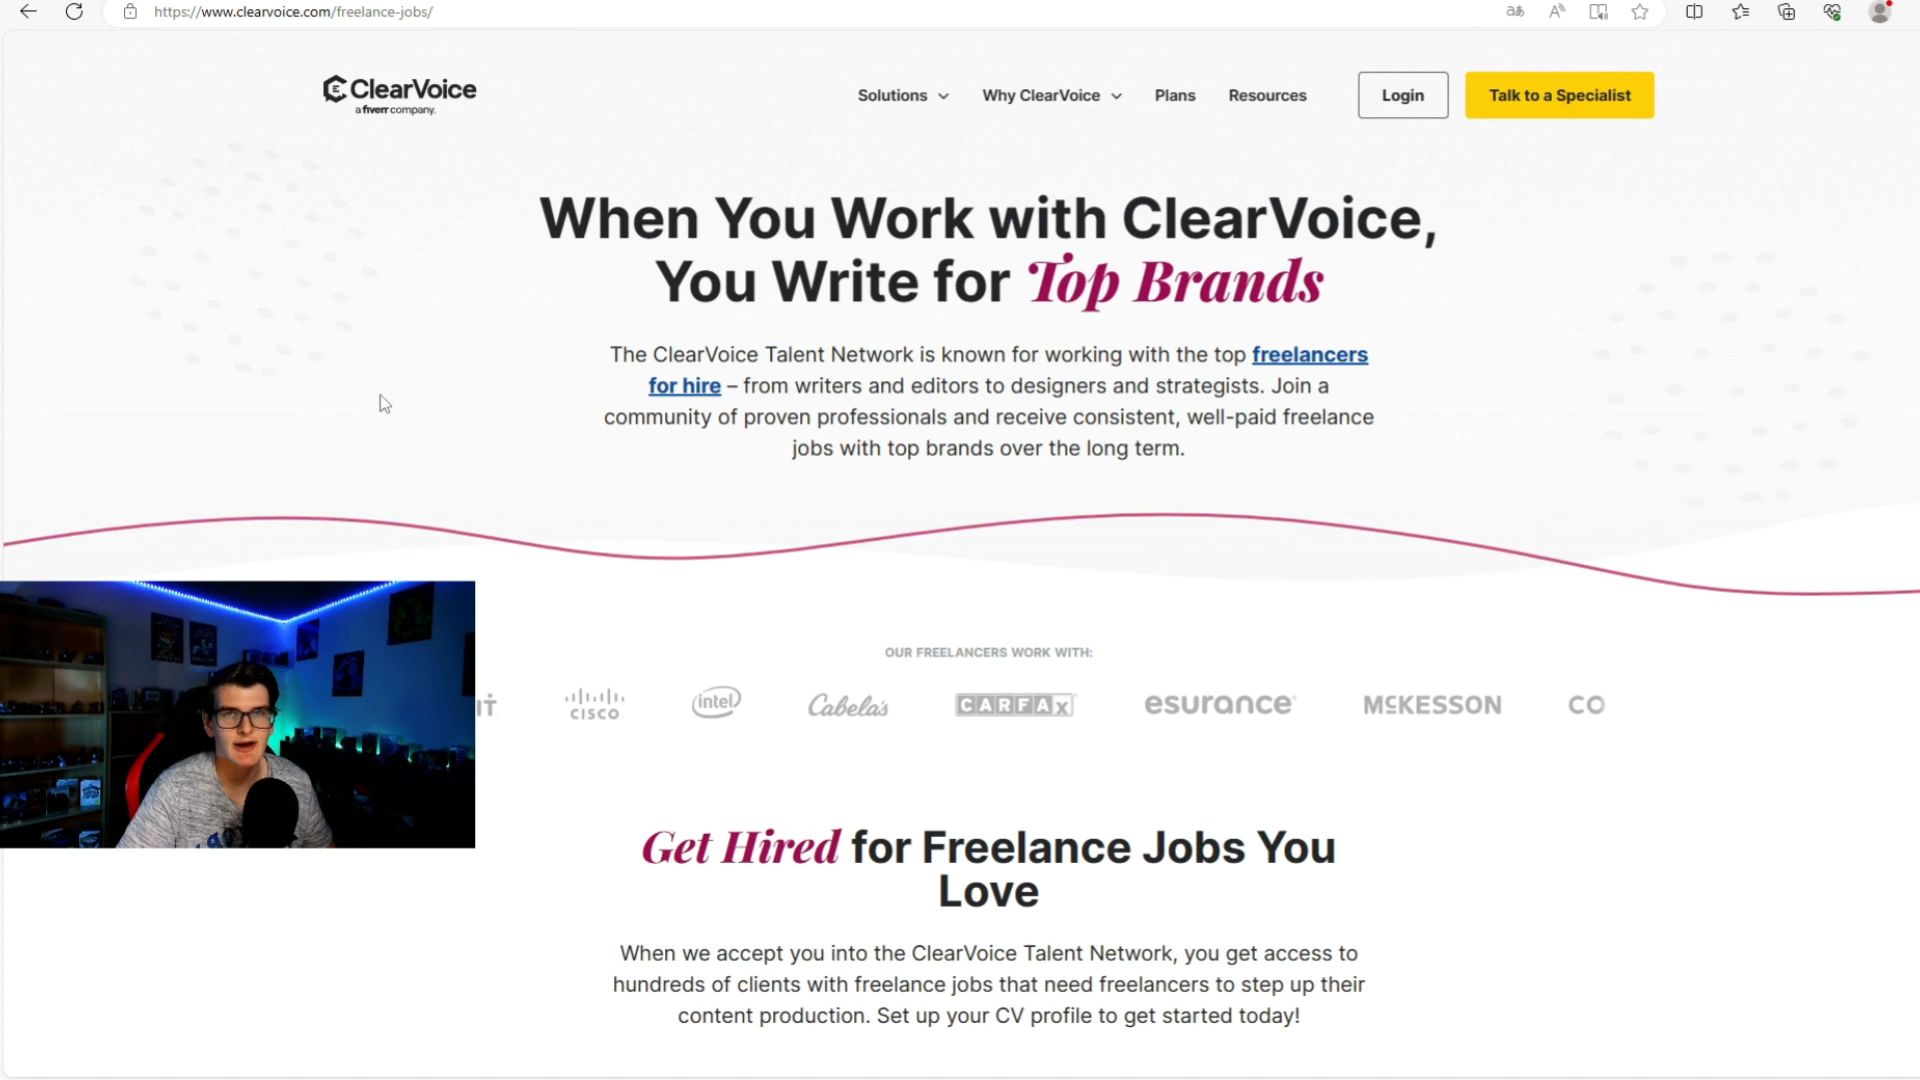 https://www.clearvoice.com/freelance-jobs/
ClearVoice
a fiverr company.
Solutions
Why ClearVoice
Plans
Resources
Login
Talk to a Specialist
When You Work with ClearVoice,
You Write for Top Brands
The ClearVoice Talent Network is known for working with the top freelancers
for hire – from writers and editors to designers and strategists. Join a
community of proven professionals and receive consistent, well-paid freelance
jobs with top brands over the long term.
OUR FREELANCERS WORK WITH:
CISCO
intel
Cabela's
CARFAX
esurance
MCKESSON
CO
Get Hired for Freelance Jobs You
Love
When we accept you into the ClearVoice Talent Network, you get access to
hundreds of clients with freelance jobs that need freelancers to step up their
content production. Set up your CV profile to get started today!